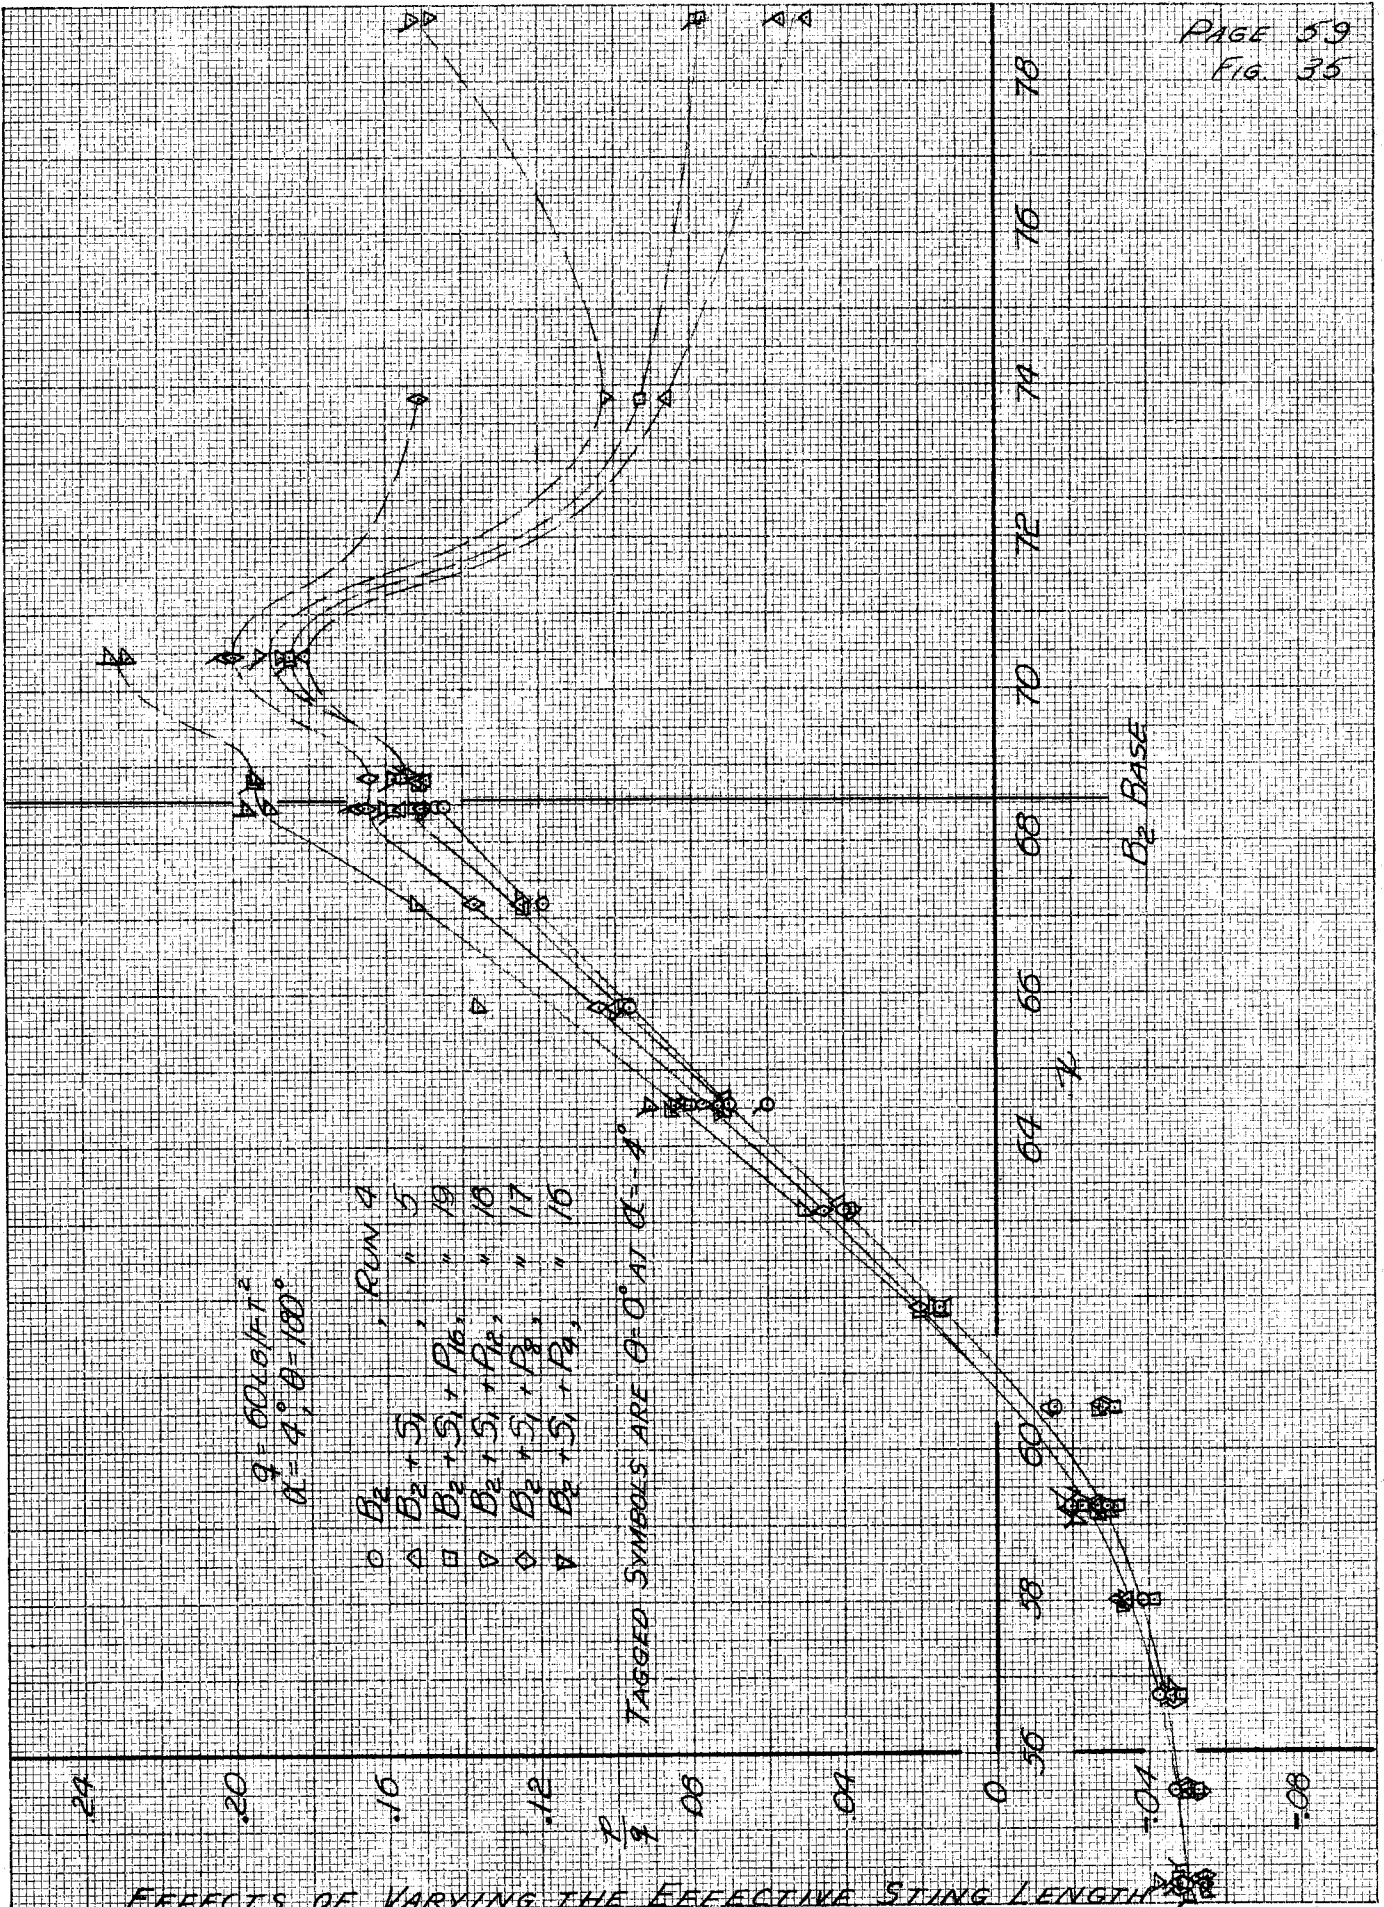 PAGE 59
FIG. 35
q = 60 LB/FT²
α = 4°, θ = 180°
B₂ , RUN 4
B₂ + S₁ , " 5
B₂ + S₁ + P₁₆, " 19
B₂ + S₁ + P₁₂, " 18
B₂ + S₁ + P₈, " 17
B₂ + S₁ + P₄, " 16
TAGGED SYMBOLS ARE θ = 0° AT α = -4°
.24
.20
.16
.12
.08
.04
0
-.04
-.08
P/q
56
58
60
64
66
68
70
72
74
76
78
x
B₂ BASE
EFFECTS OF VARYING THE EFFECTIVE STING LENGTH